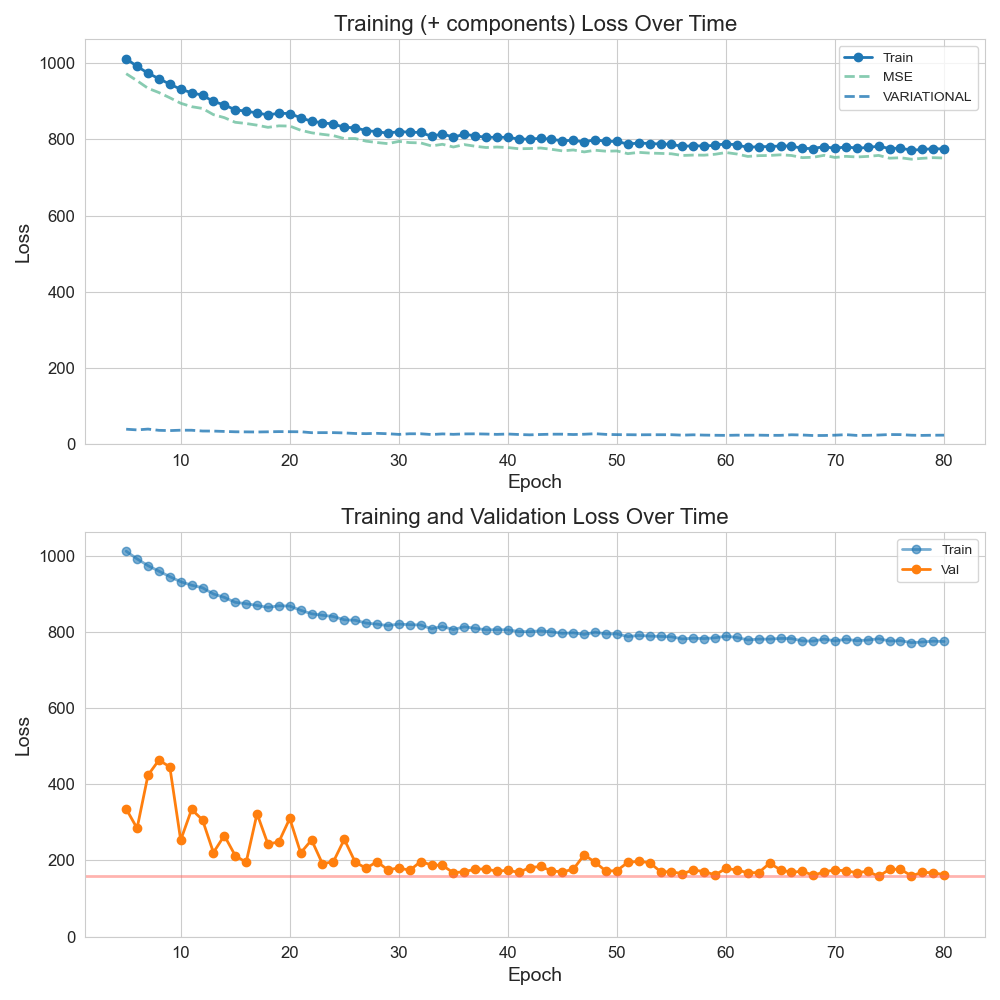 Training (+ components) Loss Over Time
1000
800
600
400
200
0
Loss
Train
MSE
VARIATIONAL
10 20 30 40 50 60 70 80
Epoch
Training and Validation Loss Over Time
1000
800
600
400
200
0
Loss
Train
Val
10 20 30 40 50 60 70 80
Epoch